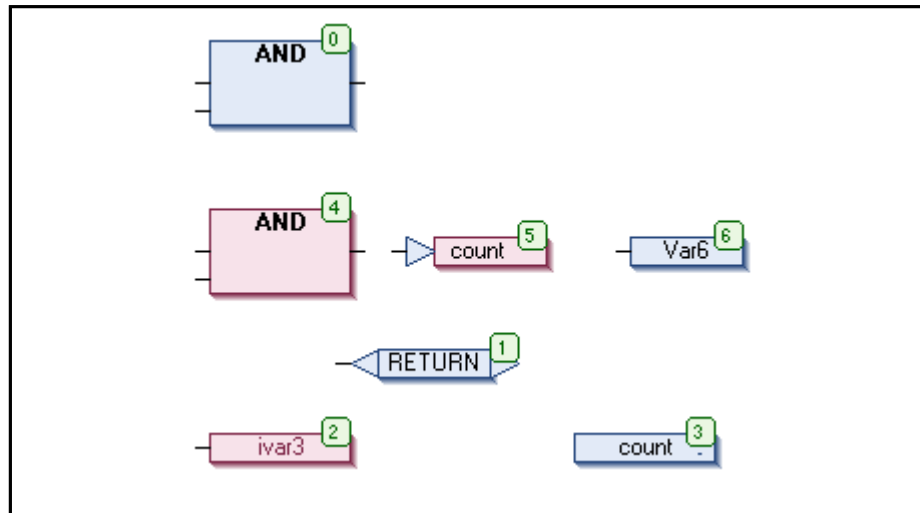 0
AND
4
AND
5
count
6
Var6
1
RETURN
2
ivar3
3
count